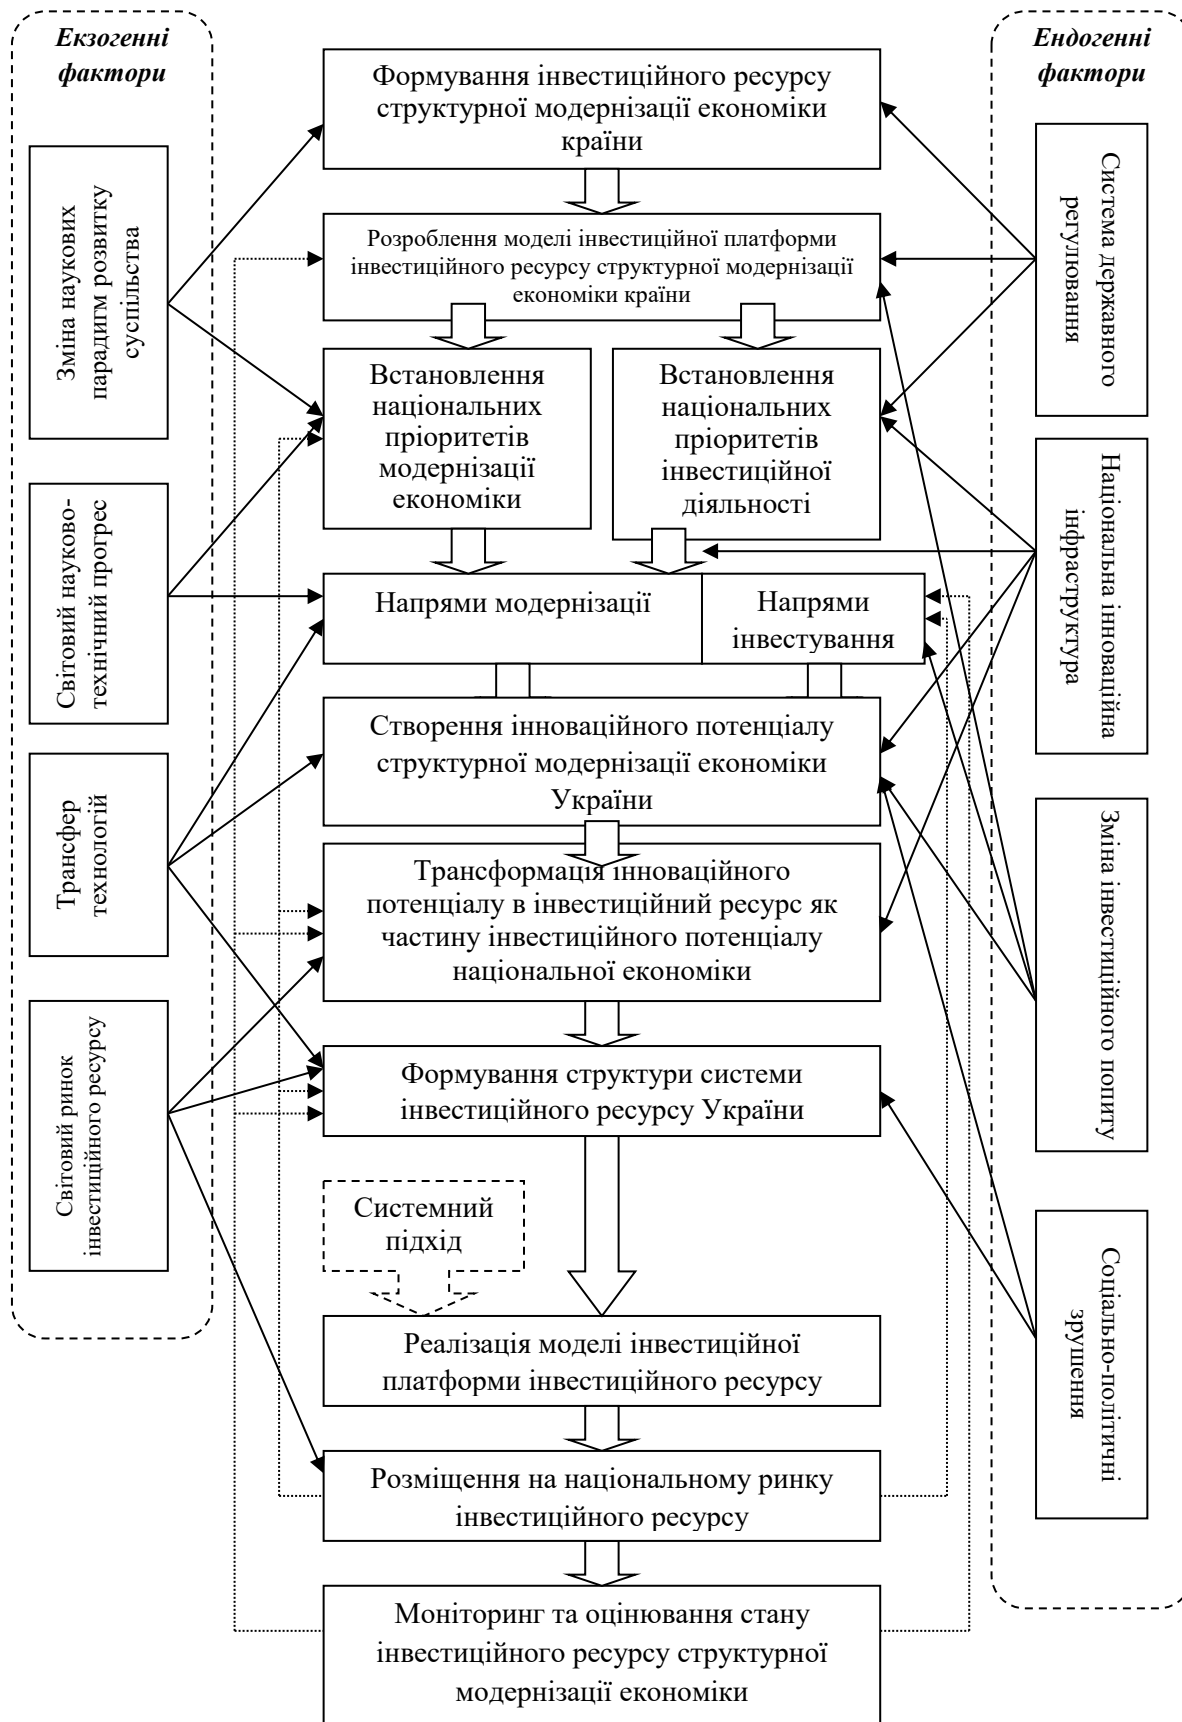 Екзогенні
фактори
Зміна наукових
парадигм розвитку
суспільства
Світовий науково-
технічний прогрес
Трансфер
технологій
Світовий ринок
інвестиційного ресурсу
Формування інвестиційного ресурсу
структурної модернізації економіки
країни
Розроблення моделі інвестиційної платформи
інвестиційного ресурсу структурної модернізації
економіки країни
Встановлення
національних
пріоритетів
модернізації
економіки
Встановлення
національних
пріоритетів
інвестиційної
діяльності
Напрями модернізації
Напрями
інвестування
Створення інноваційного потенціалу
структурної модернізації економіки
України
Трансформація інноваційного
потенціалу в інвестиційний ресурс як
частину інвестиційного потенціалу
національної економіки
Формування структури системи
інвестиційного ресурсу України
Системний
підхід
Реалізація моделі інвестиційної
платформи інвестиційного ресурсу
Розміщення на національному ринку
інвестиційного ресурсу
Моніторинг та оцінювання стану
інвестиційного ресурсу структурної
модернізації економіки
Ендогенні
фактори
Система державного
регулювання
Національна інноваційна
інфраструктура
Зміна інвестиційного попиту
Соціально-політичні
зрушення